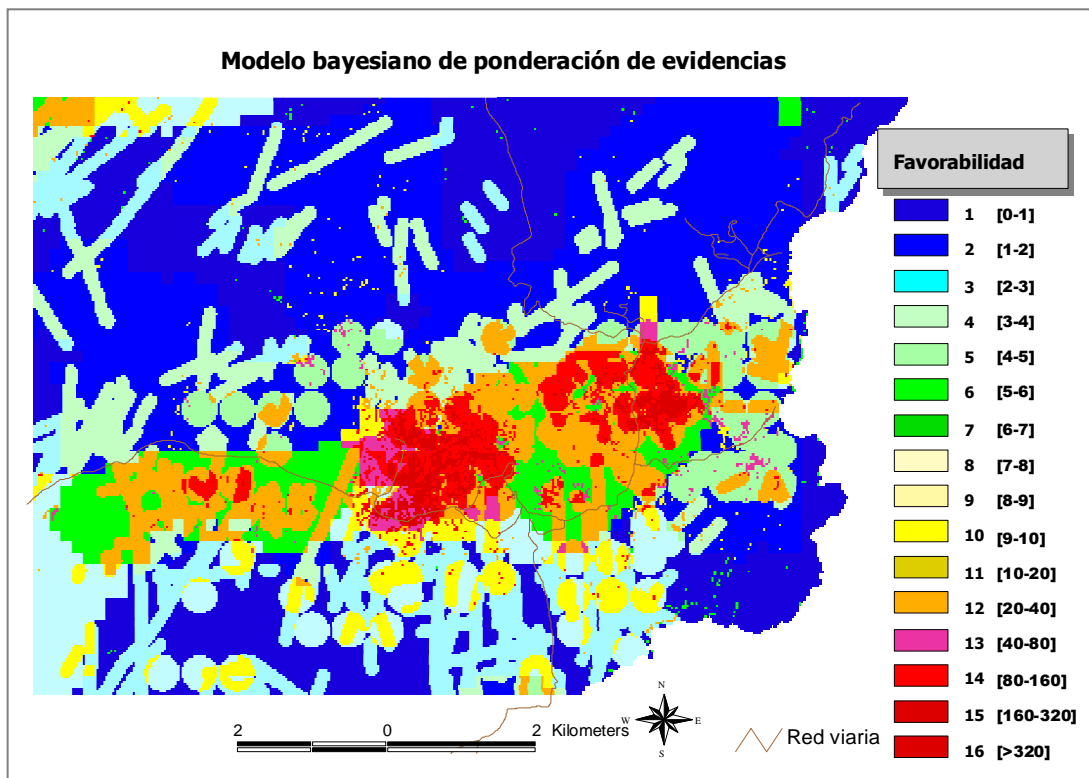 Modelo bayesiano de ponderación de evidencias
Favorabilidad
1 [0-1]
2 [1-2]
3 [2-3]
4 [3-4]
5 [4-5]
6 [5-6]
7 [6-7]
8 [7-8]
9 [8-9]
10 [9-10]
11 [10-20]
12 [20-40]
13 [40-80]
14 [80-160]
15 [160-320]
16 [>320]
N
W E
S
2 0 2 Kilometers
Red viaria